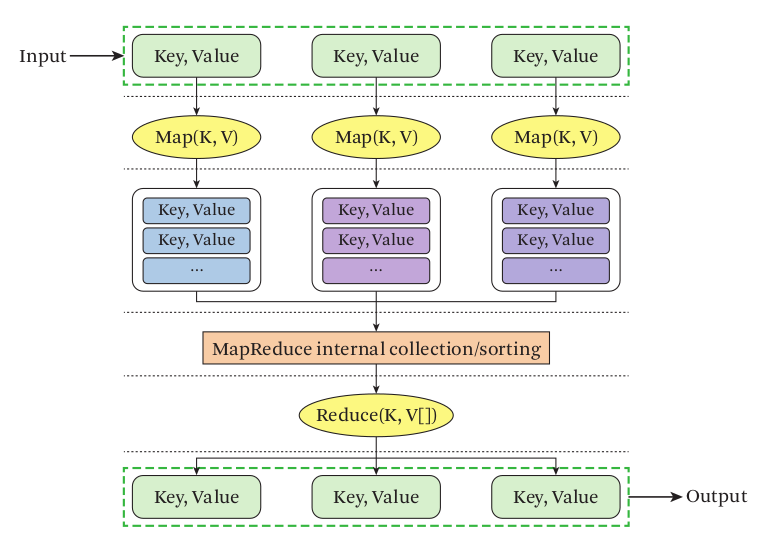 Input
Key, Value
Key, Value
Key, Value
Map(K, V)
Map(K, V)
Map(K, V)
Key, Value
Key, Value
...
Key, Value
Key, Value
...
Key, Value
Key, Value
...
MapReduce internal collection/sorting
Reduce(K, V[])
Key, Value
Key, Value
Key, Value
Output